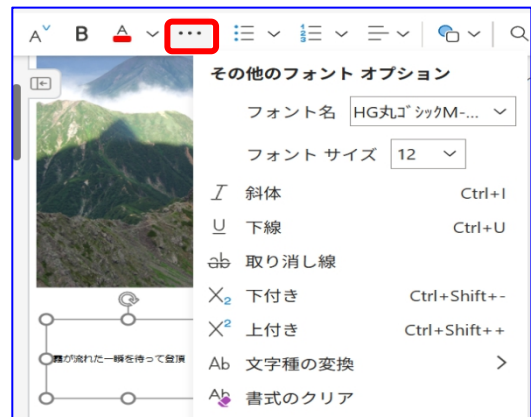 A B A
その他のフォント オプション
フォント名 HG丸ｺﾞｼｯｸM-...
フォント サイズ 12
I 斜体 Ctrl+I
U 下線 Ctrl+U
ab 取り消し線
X₂ 下付き Ctrl+Shift+-
X² 上付き Ctrl+Shift++
Ab 文字種の変換
Ab 書式のクリア
霧が流れた一瞬を待って登頂